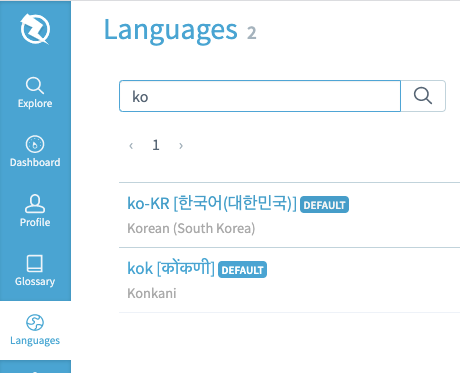 Languages 2
ko
‹ 1 ›
ko-KR [한국어(대한민국)] DEFAULT
Korean (South Korea)
kok [कोंकणी] DEFAULT
Konkani
Explore
Dashboard
Profile
Glossary
Languages